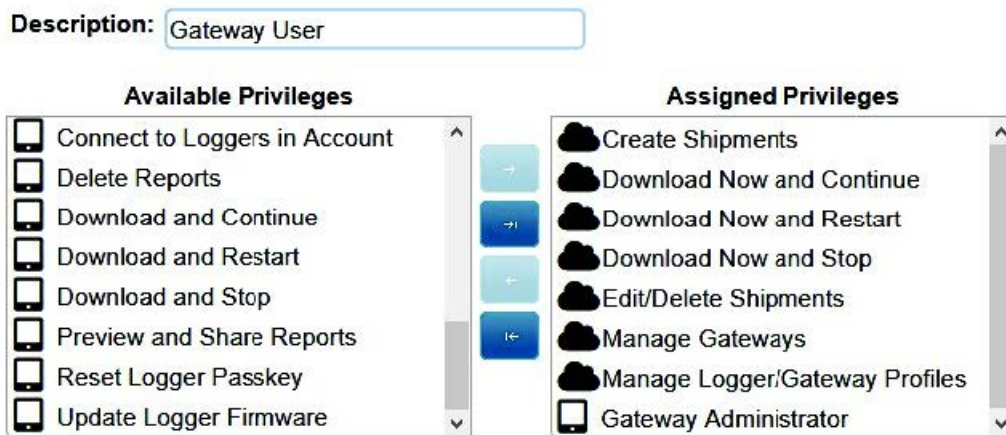 Description: Gateway User
Available Privileges
Connect to Loggers in Account
Delete Reports
Download and Continue
Download and Restart
Download and Stop
Preview and Share Reports
Reset Logger Passkey
Update Logger Firmware
Assigned Privileges
Create Shipments
Download Now and Continue
Download Now and Restart
Download Now and Stop
Edit/Delete Shipments
Manage Gateways
Manage Logger/Gateway Profiles
Gateway Administrator